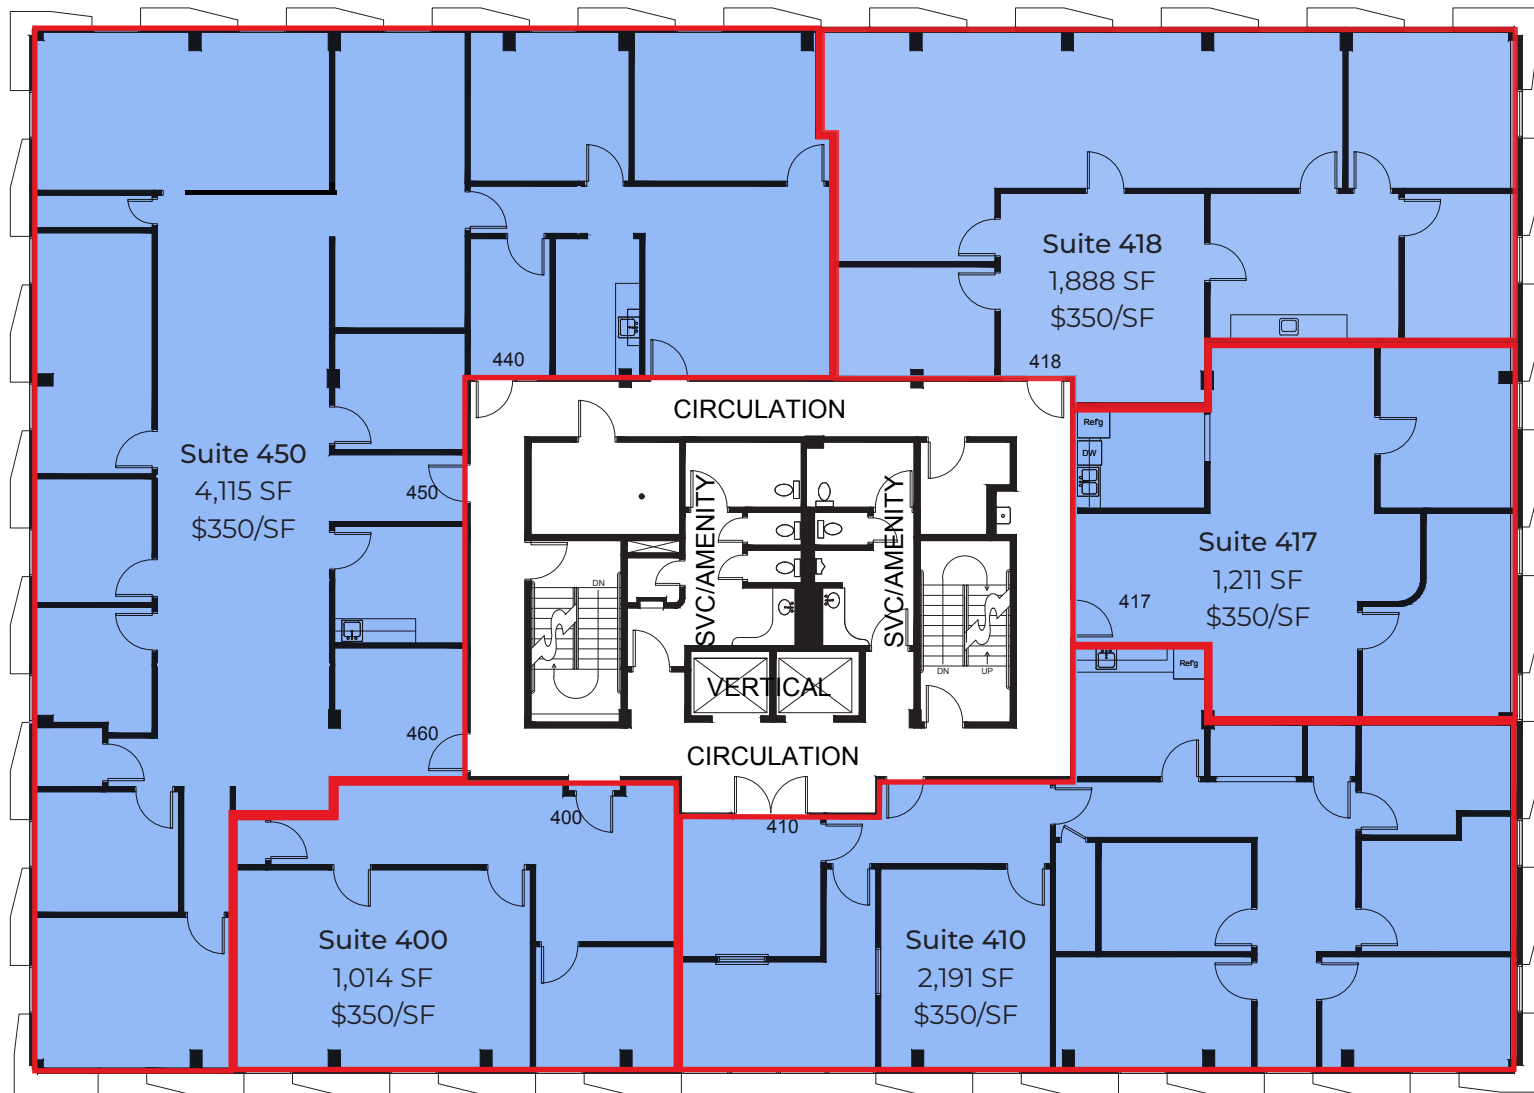 Suite 418
1,888 SF
$350/SF
440
418
CIRCULATION
Ref'g
DW
Suite 450
4,115 SF
$350/SF
450
SVC/AMENITY
SVC/AMENITY
Suite 417
1,211 SF
$350/SF
417
DN
DN
UP
Ref'g
VERTICAL
460
CIRCULATION
400
410
Suite 400
1,014 SF
$350/SF
Suite 410
2,191 SF
$350/SF